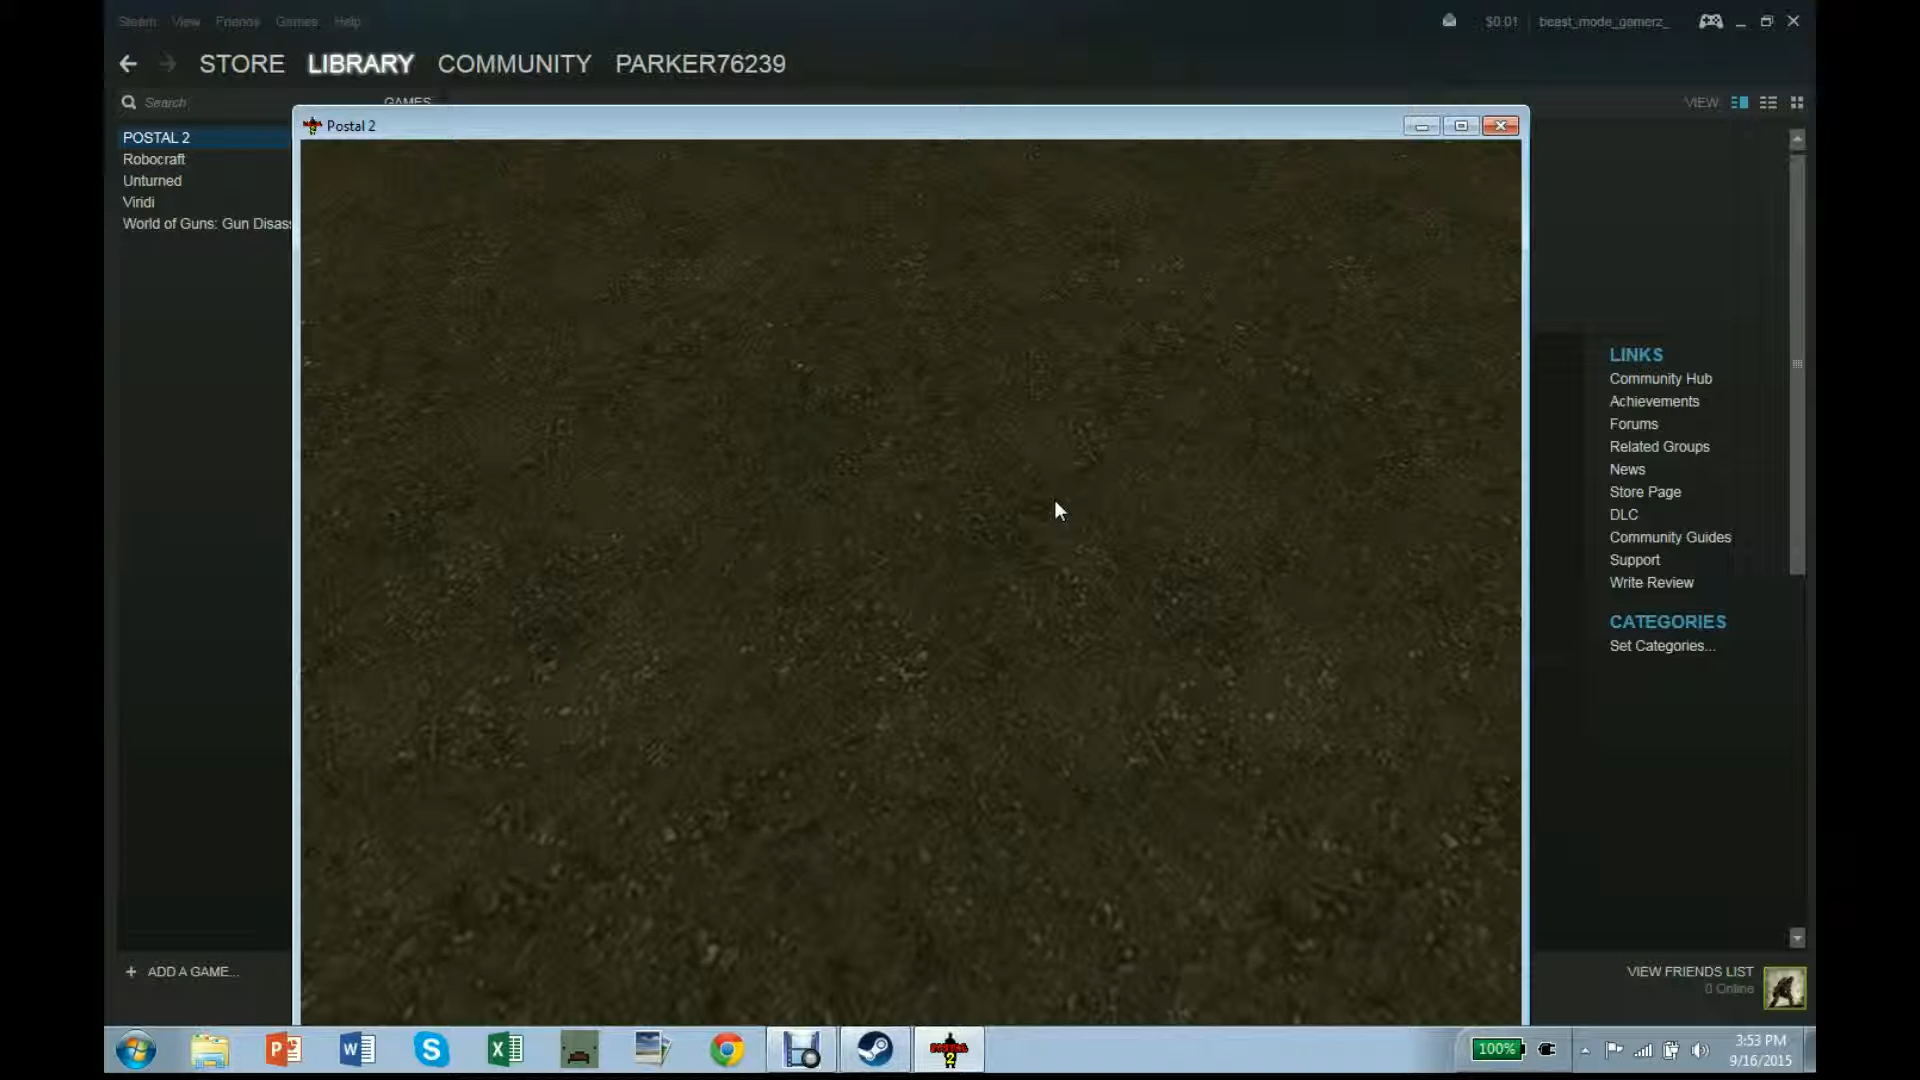 Steam View Friends Games Help
$0.01 beast_mode_gamerz_
STORE LIBRARY COMMUNITY PARKER76239
Search
GAMES
VIEW
Postal 2
POSTAL 2
Robocraft
Unturned
Viridi
World of Guns: Gun Disas
LINKS
Community Hub
Achievements
Forums
Related Groups
News
Store Page
DLC
Community Guides
Support
Write Review
CATEGORIES
Set Categories...
+ ADD A GAME...
VIEW FRIENDS LIST
0 Online
P
W
S
X
POSTAL
2
100%
3:53 PM
9/16/2015